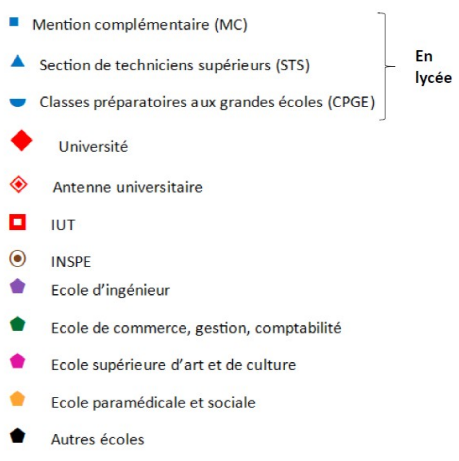 Mention complémentaire (MC)
Section de techniciens supérieurs (STS)
Classes préparatoires aux grandes écoles (CPGE)
En
lycée
Université
Antenne universitaire
IUT
INSPE
Ecole d'ingénieur
Ecole de commerce, gestion, comptabilité
Ecole supérieure d'art et de culture
Ecole paramédicale et sociale
Autres écoles